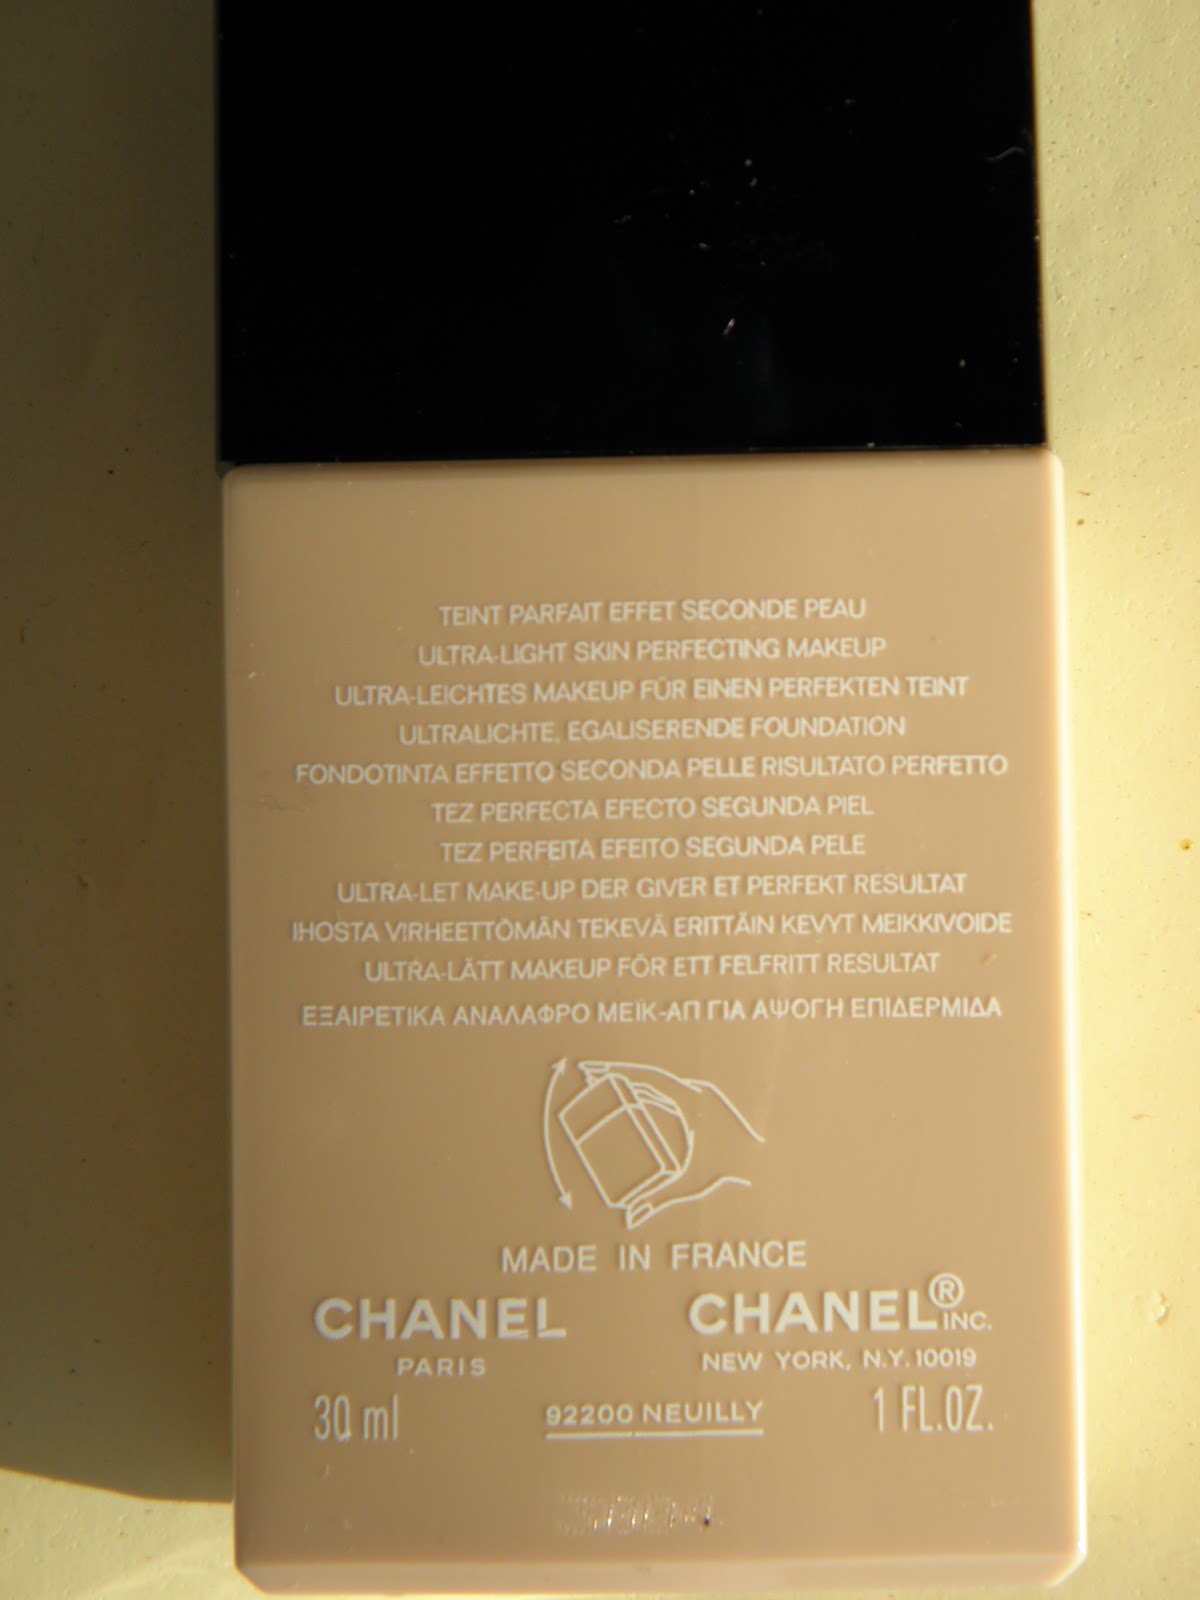 TEINT PARFAIT EFFET SECONDE PEAU
ULTRA-LIGHT SKIN PERFECTING MAKEUP
ULTRA-LEICHTES MAKEUP FÜR EINEN PERFEKTEN TEINT
ULTRALICHTE, EGALISERENDE FOUNDATION
FONDOTINTA EFFETTO SECONDA PELLE RISULTATO PERFETTO
TEZ PERFECTA EFECTO SEGUNDA PIEL
TEZ PERFEITA EFEITO SEGUNDA PELE
ULTRA-LET MAKE-UP DER GIVER ET PERFEKT RESULTAT
IHOSTA VIRHEETTÖMÄN TEKEVÄ ERITTÄIN KEVYT MEIKKIVOIDE
ULTRA-LÄTT MAKEUP FÖR ETT FELFRITT RESULTAT
ΕΞΑΙΡΕΤΙΚΑ ΑΝΑΛΑΦΡΟ ΜΕΪΚ-ΑΠ ΓΙΑ ΑΨΟΓΗ ΕΠΙΔΕΡΜΙΔΑ
MADE IN FRANCE
CHANEL CHANEL® INC.
PARIS NEW YORK, N.Y. 10019
30 ml 92200 NEUILLY 1 FL.OZ.